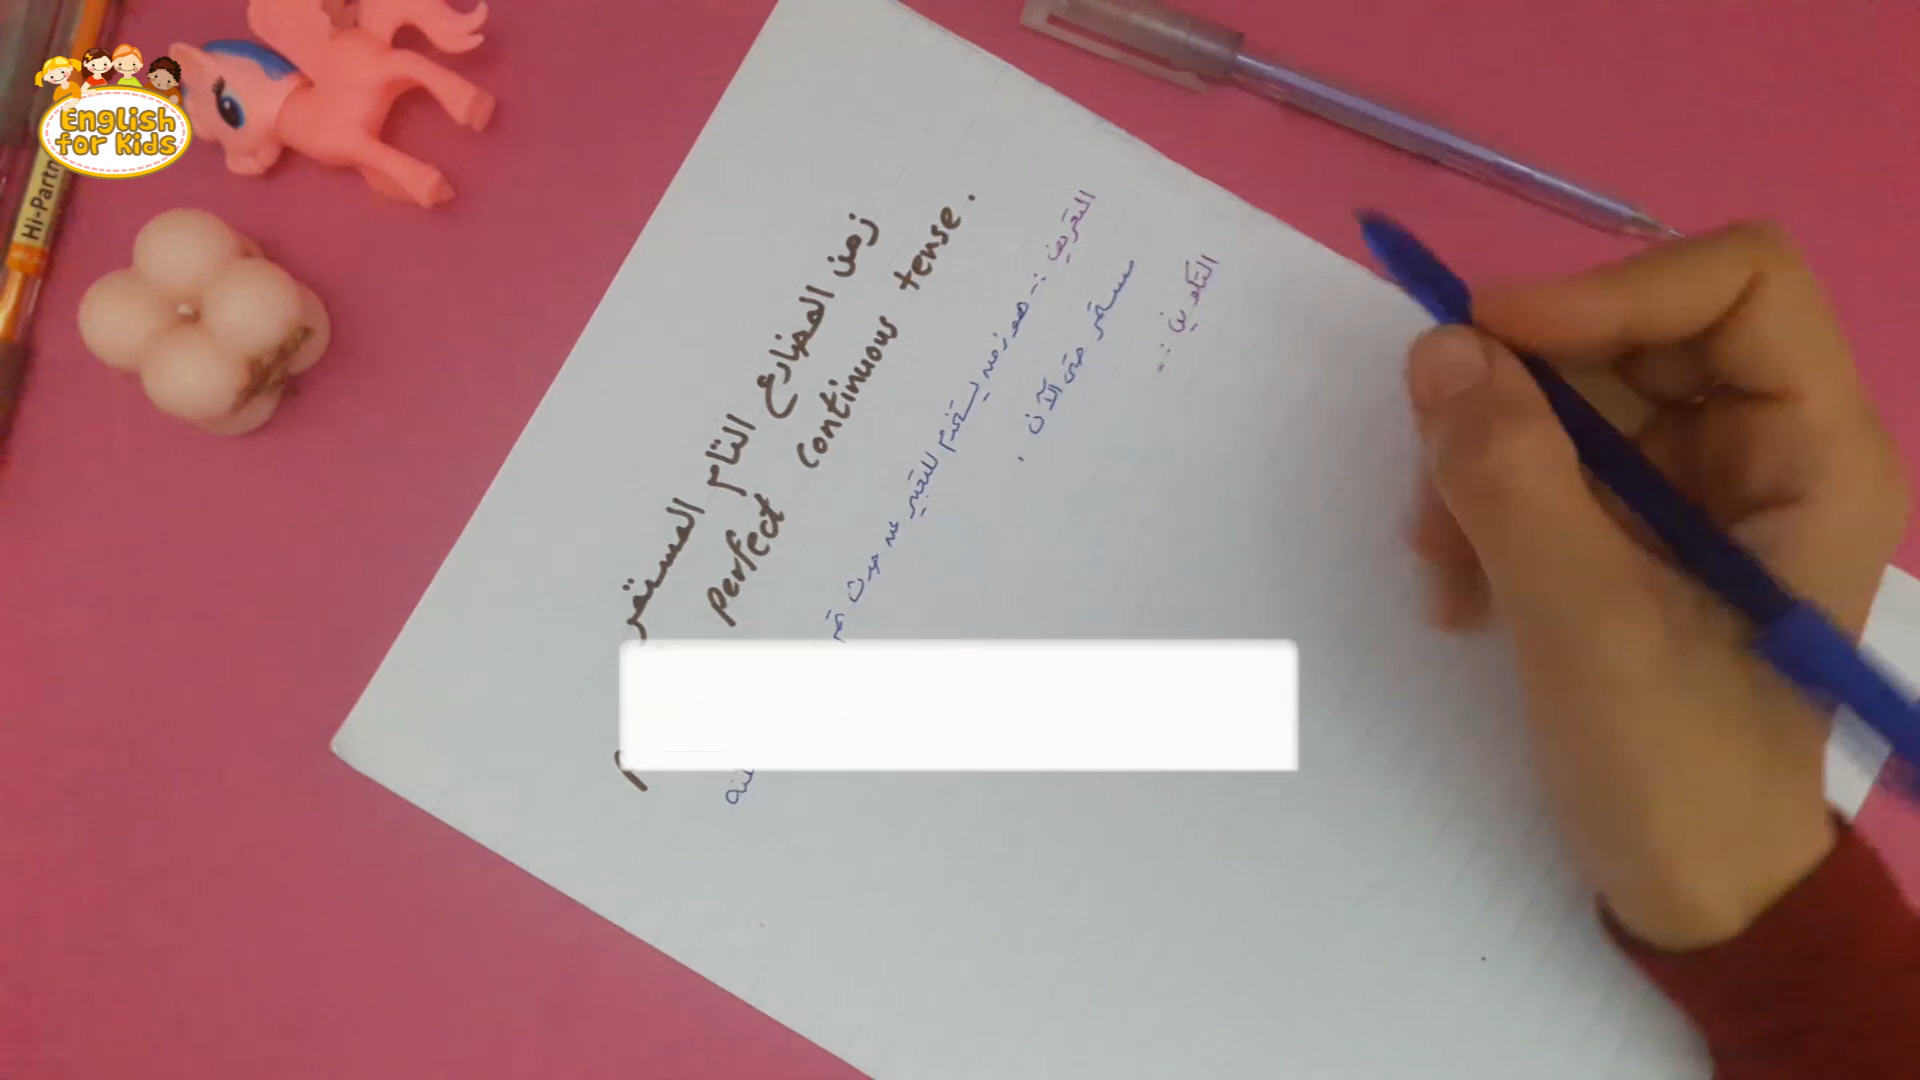 English
for Kids
Hi-Partn
زمن المضارع التام المستمر
perfect continuous tense.
التعريف :- هو زمن يستخدم للتعبير عن حدث تم
مستمر حتى الآن .
التكوين :-